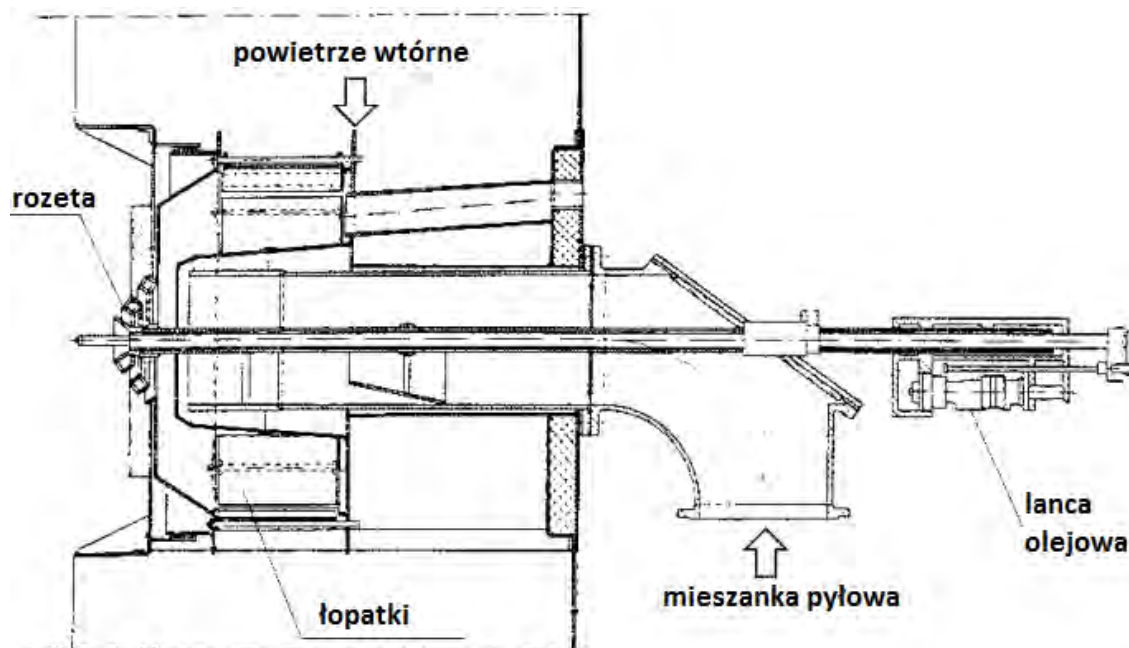 powietrze wtórne
rozeta
lanca
olejowa
mieszanka pyłowa
łopatki